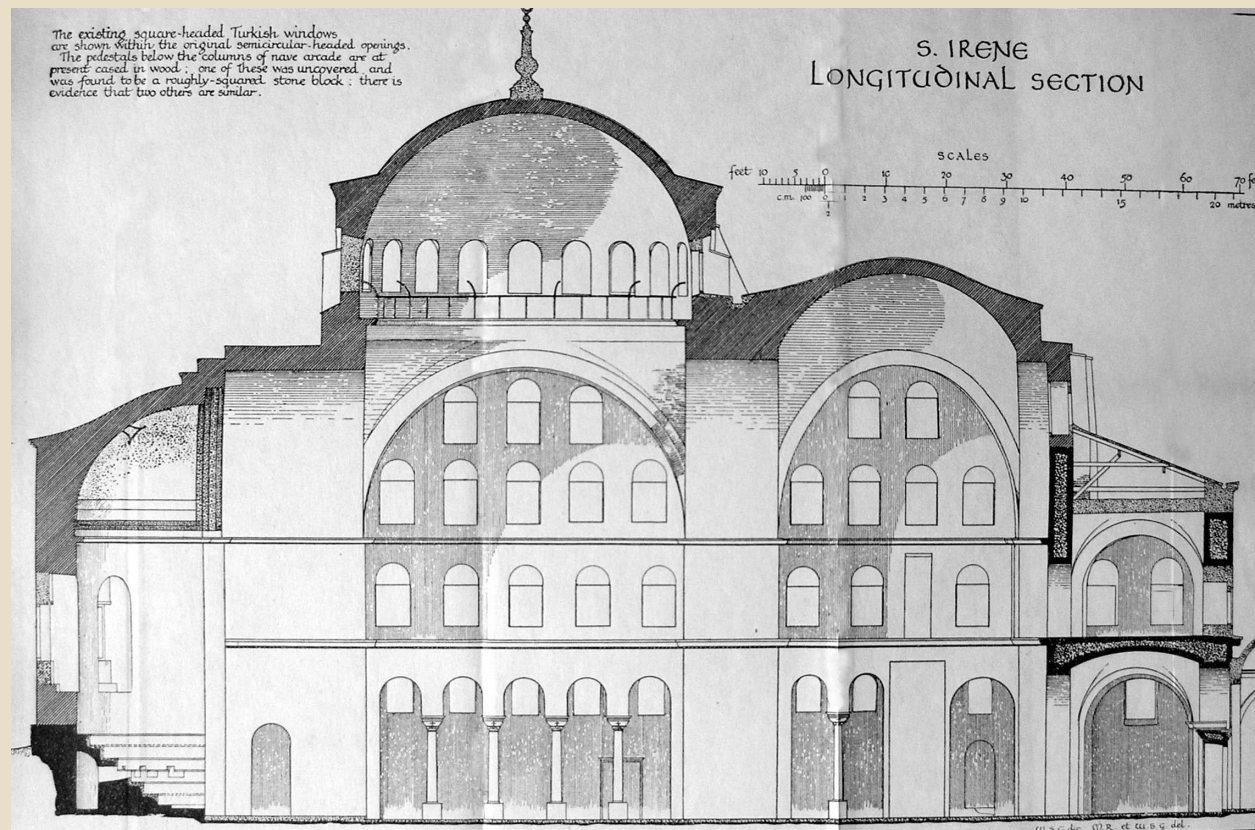 The existing square-headed Turkish windows
are shown within the original semicircular-headed openings.
The pedestals below the columns of nave arcade are at
present cased in wood; one of these was uncovered and
was found to be a roughly-squared stone block; there is
evidence that two others are similar.
S. IRENE
LONGITUDINAL SECTION
SCALES
feet 10 5 0 10 20 30 40 50 60 70
c.m. 100 0 1 2 3 4 5 6 7 8 9 10 15 20 metres
2
M.R. et W.S.G. del.